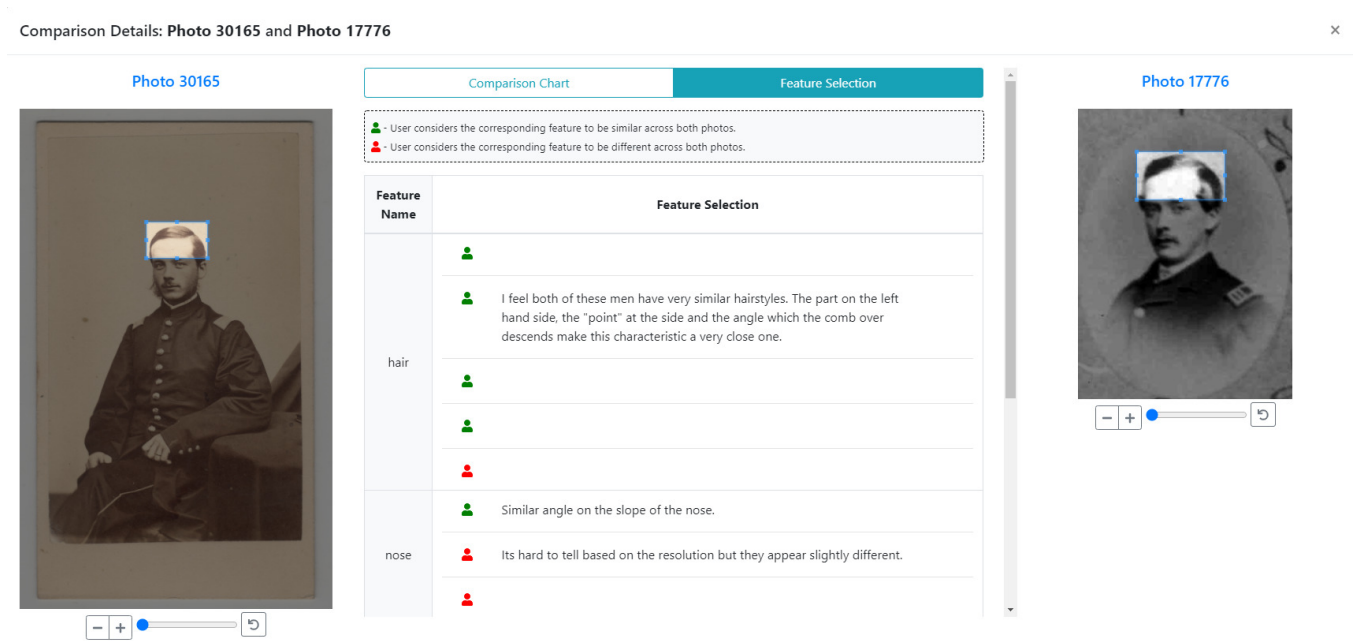 Comparison Details: Photo 30165 and Photo 17776
×
Photo 30165
Comparison Chart
Feature Selection
Photo 17776
- User considers the corresponding feature to be similar across both photos.
- User considers the corresponding feature to be different across both photos.
Feature
Name
Feature Selection
hair
I feel both of these men have very similar hairstyles. The part on the left
hand side, the "point" at the side and the angle which the comb over
descends make this characteristic a very close one.
nose
Similar angle on the slope of the nose.
Its hard to tell based on the resolution but they appear slightly different.